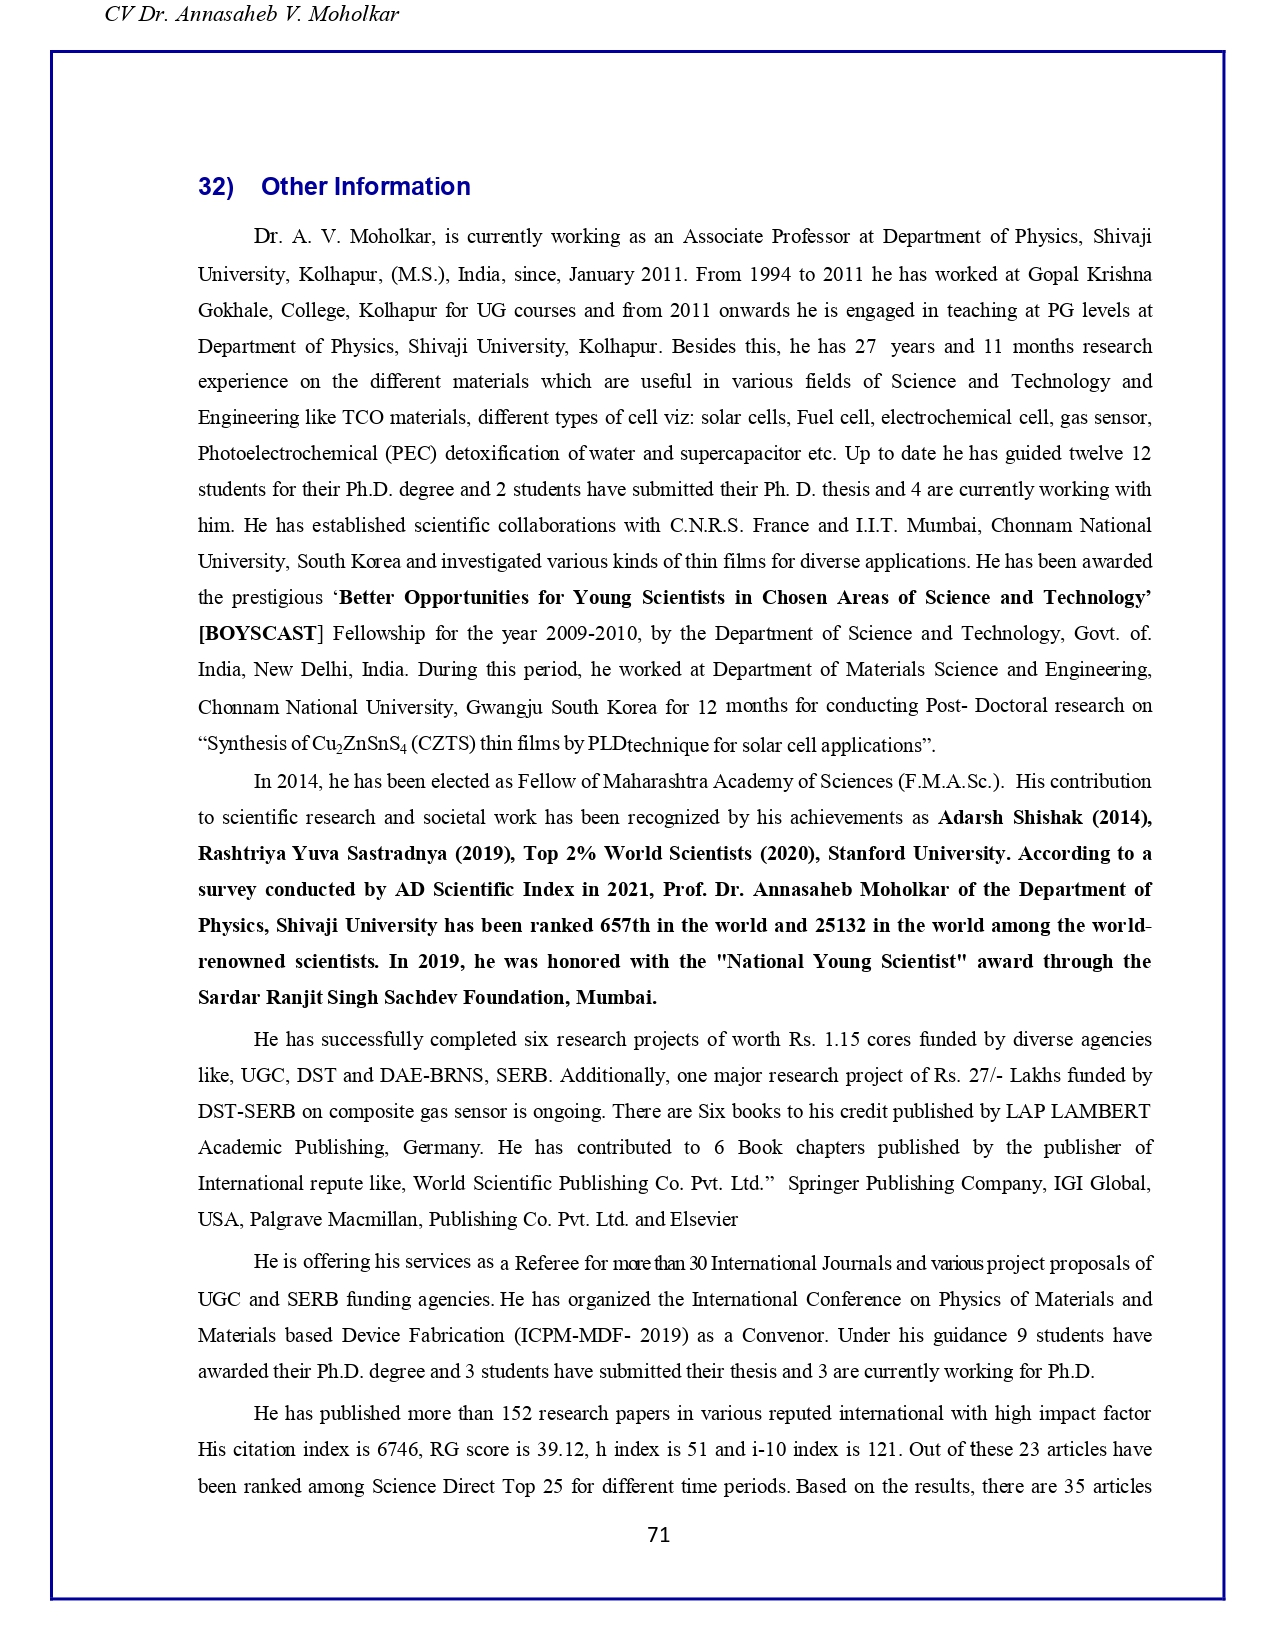 CV Dr. Annasaheb V. Moholkar
32) Other Information
Dr. A. V. Moholkar, is currently working as an Associate Professor at Department of Physics, Shivaji
University, Kolhapur, (M.S.), India, since, January 2011. From 1994 to 2011 he has worked at Gopal Krishna
Gokhale, College, Kolhapur for UG courses and from 2011 onwards he is engaged in teaching at PG levels at
Department of Physics, Shivaji University, Kolhapur. Besides this, he has 27 years and 11 months research
experience on the different materials which are useful in various fields of Science and Technology and
Engineering like TCO materials, different types of cell viz: solar cells, Fuel cell, electrochemical cell, gas sensor,
Photoelectrochemical (PEC) detoxification of water and supercapacitor etc. Up to date he has guided twelve 12
students for their Ph.D. degree and 2 students have submitted their Ph. D. thesis and 4 are currently working with
him. He has established scientific collaborations with C.N.R.S. France and I.I.T. Mumbai, Chonnam National
University, South Korea and investigated various kinds of thin films for diverse applications. He has been awarded
the prestigious ‘Better Opportunities for Young Scientists in Chosen Areas of Science and Technology’
[BOYSCAST] Fellowship for the year 2009-2010, by the Department of Science and Technology, Govt. of.
India, New Delhi, India. During this period, he worked at Department of Materials Science and Engineering,
Chonnam National University, Gwangju South Korea for 12 months for conducting Post- Doctoral research on
“Synthesis of Cu₂ZnSnS₄ (CZTS) thin films by PLDtechnique for solar cell applications”.
In 2014, he has been elected as Fellow of Maharashtra Academy of Sciences (F.M.A.Sc.). His contribution
to scientific research and societal work has been recognized by his achievements as Adarsh Shishak (2014),
Rashtriya Yuva Sastradnya (2019), Top 2% World Scientists (2020), Stanford University. According to a
survey conducted by AD Scientific Index in 2021, Prof. Dr. Annasaheb Moholkar of the Department of
Physics, Shivaji University has been ranked 657th in the world and 25132 in the world among the world-
renowned scientists. In 2019, he was honored with the "National Young Scientist" award through the
Sardar Ranjit Singh Sachdev Foundation, Mumbai.
He has successfully completed six research projects of worth Rs. 1.15 cores funded by diverse agencies
like, UGC, DST and DAE-BRNS, SERB. Additionally, one major research project of Rs. 27/- Lakhs funded by
DST-SERB on composite gas sensor is ongoing. There are Six books to his credit published by LAP LAMBERT
Academic Publishing, Germany. He has contributed to 6 Book chapters published by the publisher of
International repute like, World Scientific Publishing Co. Pvt. Ltd.” Springer Publishing Company, IGI Global,
USA, Palgrave Macmillan, Publishing Co. Pvt. Ltd. and Elsevier
He is offering his services as a Referee for more than 30 International Journals and various project proposals of
UGC and SERB funding agencies. He has organized the International Conference on Physics of Materials and
Materials based Device Fabrication (ICPM-MDF- 2019) as a Convenor. Under his guidance 9 students have
awarded their Ph.D. degree and 3 students have submitted their thesis and 3 are currently working for Ph.D.
He has published more than 152 research papers in various reputed international with high impact factor
His citation index is 6746, RG score is 39.12, h index is 51 and i-10 index is 121. Out of these 23 articles have
been ranked among Science Direct Top 25 for different time periods. Based on the results, there are 35 articles
71